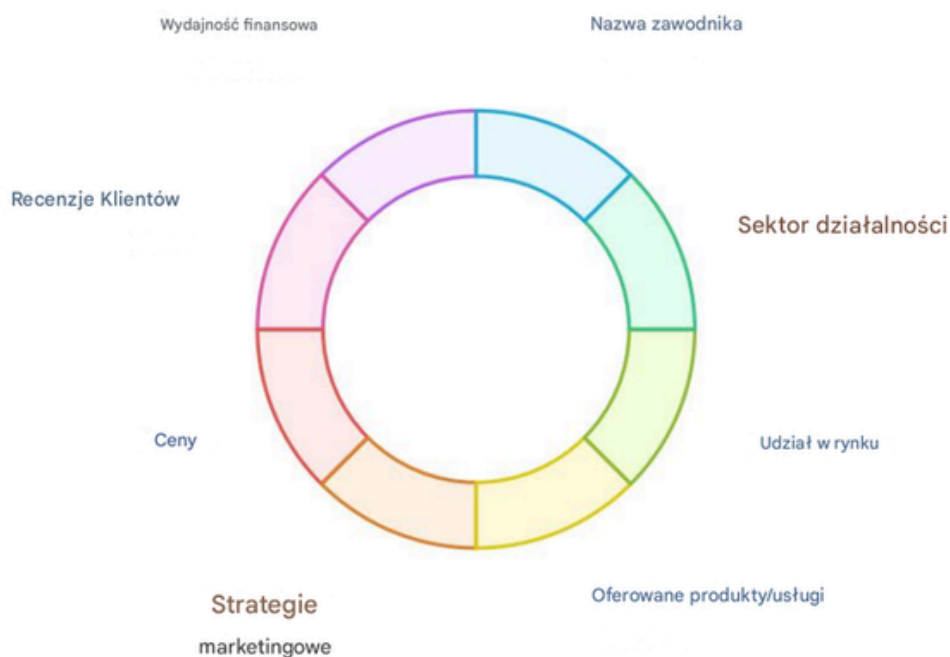 Wydajność finansowa
Nazwa zawodnika
Recenzje Klientów
Sektor działalności
Ceny
Udział w rynku
Strategie
marketingowe
Oferowane produkty/usługi